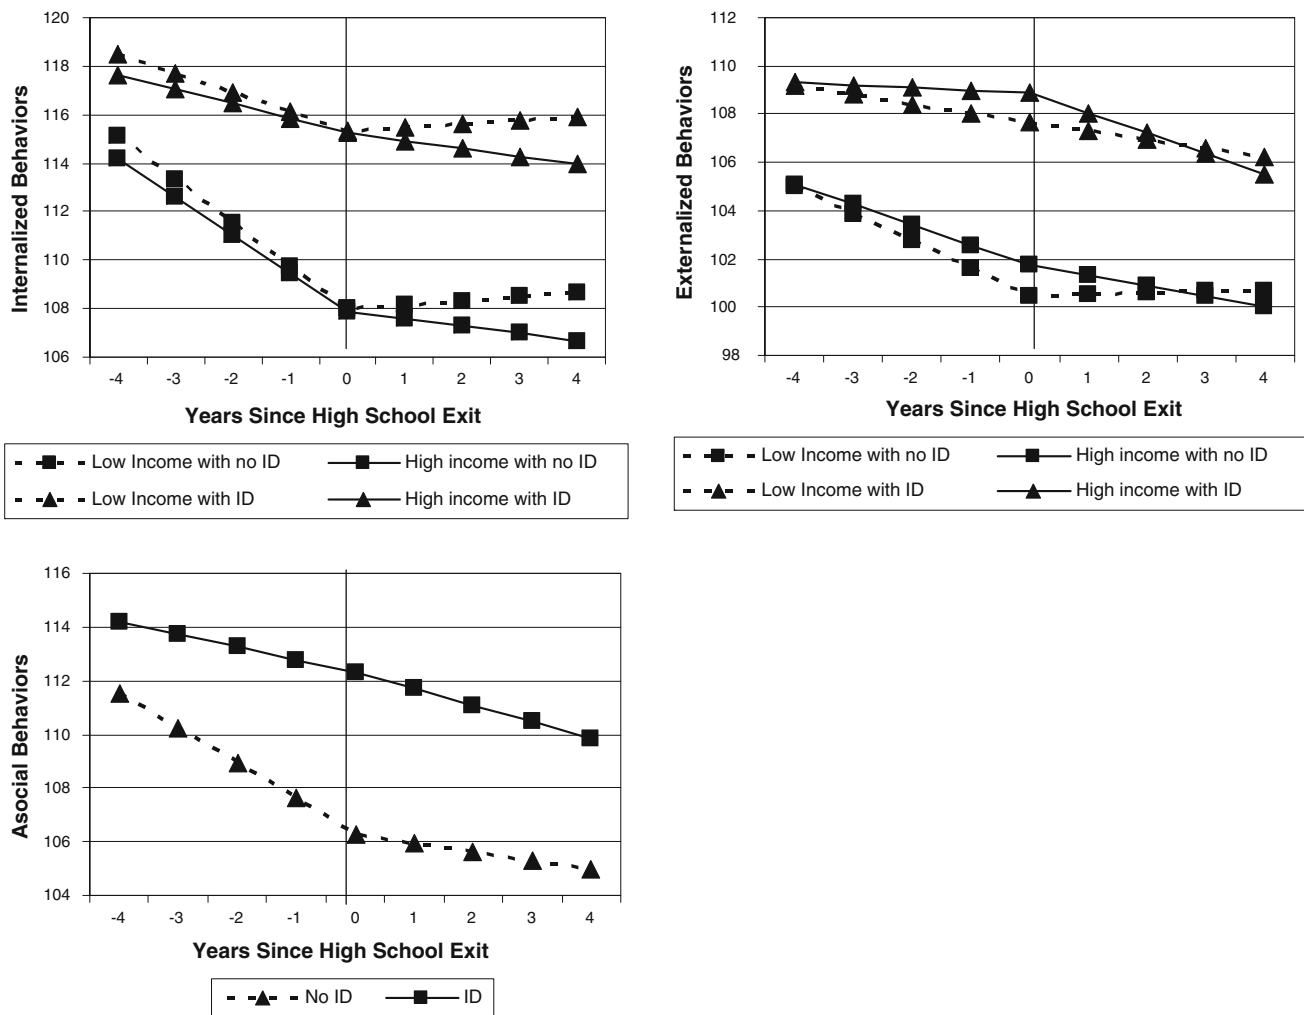 120
118
116
114
112
110
108
106
Internalized Behaviors
-4 -3 -2 -1 0 1 2 3 4
Years Since High School Exit
Low Income with no ID High income with no ID
Low Income with ID High income with ID
112
110
108
106
104
102
100
98
Externalized Behaviors
-4 -3 -2 -1 0 1 2 3 4
Years Since High School Exit
Low Income with no ID High income with no ID
Low Income with ID High income with ID
116
114
112
110
108
106
104
Asocial Behaviors
-4 -3 -2 -1 0 1 2 3 4
Years Since High School Exit
No ID ID